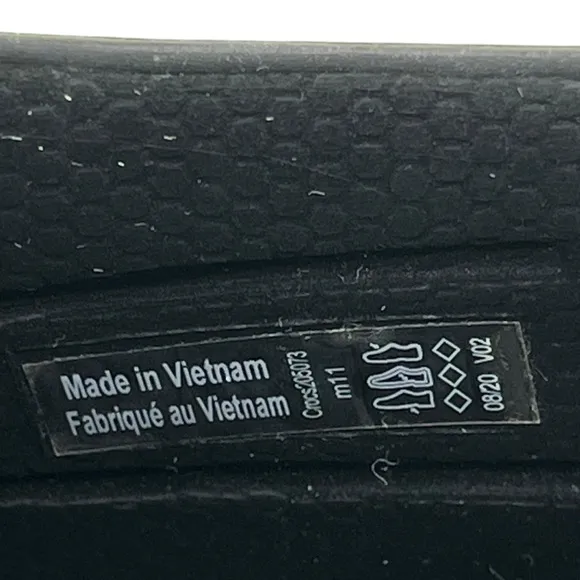 Made in Vietnam
Fabriqué au Vietnam
Crocs205073
m11
08/20 V02